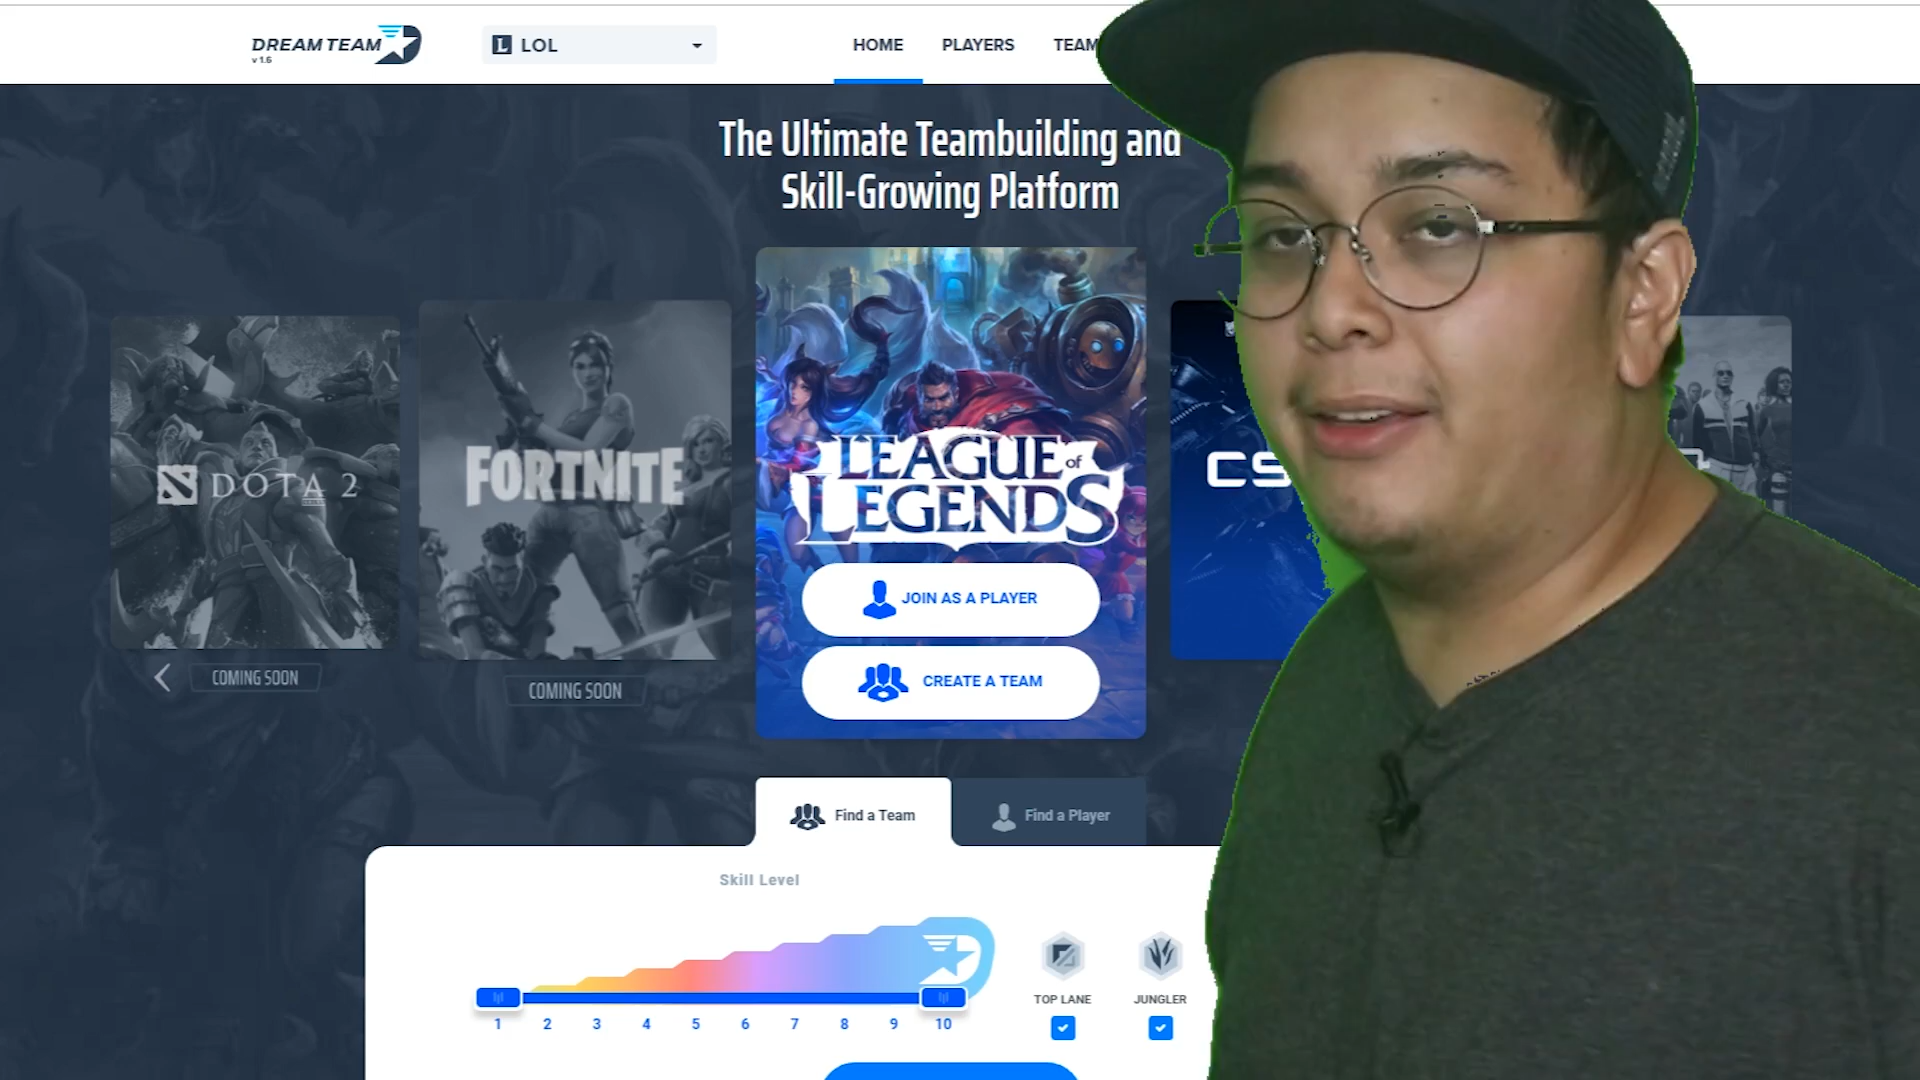 DREAM TEAM
v 1.6
L LOL
HOME
PLAYERS
TEAM
The Ultimate Teambuilding and
Skill-Growing Platform
DOTA 2
FORTNITE
LEAGUE of
LEGENDS
CS
JOIN AS A PLAYER
CREATE A TEAM
COMING SOON
COMING SOON
Find a Team
Find a Player
Skill Level
TOP LANE
JUNGLER
1 2 3 4 5 6 7 8 9 10